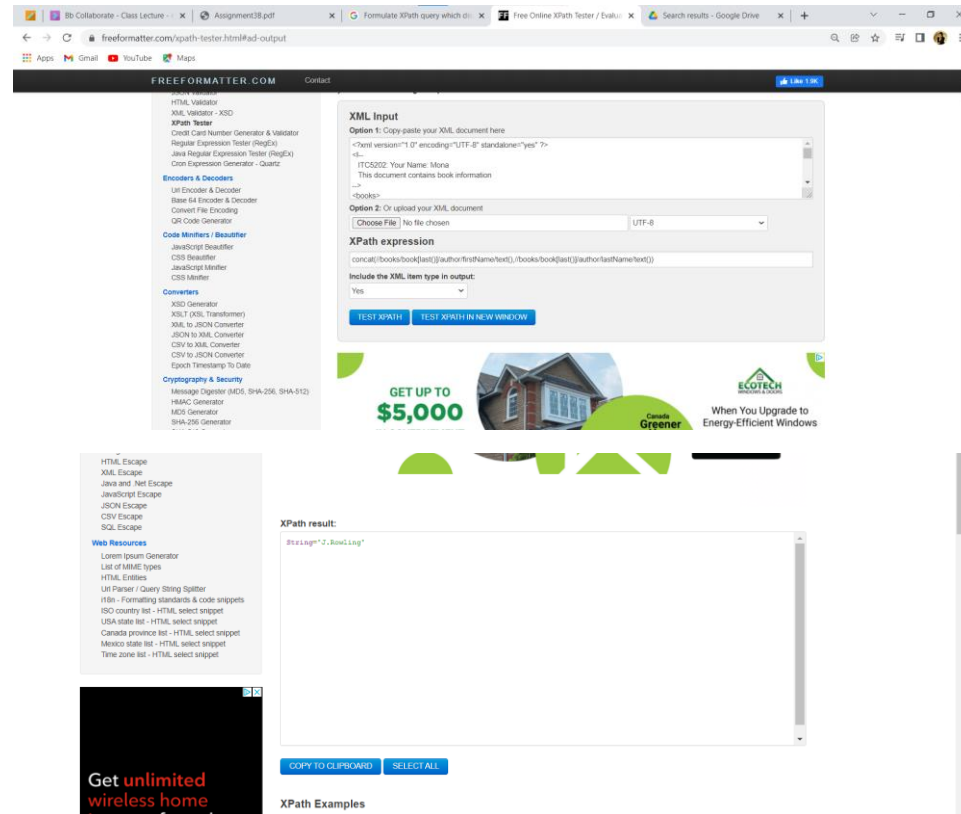 Bb Collaborate - Class Lecture - c
Assignment3B.pdf
Formulate XPath query which dis
Free Online XPath Tester / Evalua
Search results - Google Drive
freeformatter.com/xpath-tester.html#ad-output
Apps Gmail YouTube Maps
FREEFORMATTER.COM Contact Like 1.9K
JSON Validator
HTML Validator
XML Validator - XSD
XPath Tester
Credit Card Number Generator & Validator
Regular Expression Tester (RegEx)
Java Regular Expression Tester (RegEx)
Cron Expression Generator - Quartz
Encoders & Decoders
Url Encoder & Decoder
Base 64 Encoder & Decoder
Convert File Encoding
QR Code Generator
Code Minifiers / Beautifier
JavaScript Beautifier
CSS Beautifier
JavaScript Minifier
CSS Minifier
Converters
XSD Generator
XSLT (XSL Transformer)
XML to JSON Converter
JSON to XML Converter
CSV to XML Converter
CSV to JSON Converter
Epoch Timestamp To Date
Cryptography & Security
Message Digester (MD5, SHA-256, SHA-512)
HMAC Generator
MD5 Generator
SHA-256 Generator
XML Input
Option 1: Copy-paste your XML document here
<?xml version="1.0" encoding="UTF-8" standalone="yes" ?>
<!--
ITC5202: Your Name: Mona
This document contains book information
-->
<books>
Option 2: Or upload your XML document
Choose File No file chosen UTF-8
XPath expression
concat(//books/book[last()]/author/firstName/text(),//books/book[last()]/author/lastName/text())
Include the XML item type in output:
Yes
TEST XPATH TEST XPATH IN NEW WINDOW
GET UP TO
$5,000
Canada
Greener
ECOTECH
WINDOWS & DOORS
When You Upgrade to
Energy-Efficient Windows
HTML Escape
XML Escape
Java and .Net Escape
JavaScript Escape
JSON Escape
CSV Escape
SQL Escape
Web Resources
Lorem Ipsum Generator
List of MIME types
HTML Entities
Url Parser / Query String Splitter
i18n - Formatting standards & code snippets
ISO country list - HTML select snippet
USA state list - HTML select snippet
Canada province list - HTML select snippet
Mexico state list - HTML select snippet
Time zone list - HTML select snippet
XPath result:
String='J.Rowling'
COPY TO CLIPBOARD SELECT ALL
XPath Examples
Get unlimited
wireless home